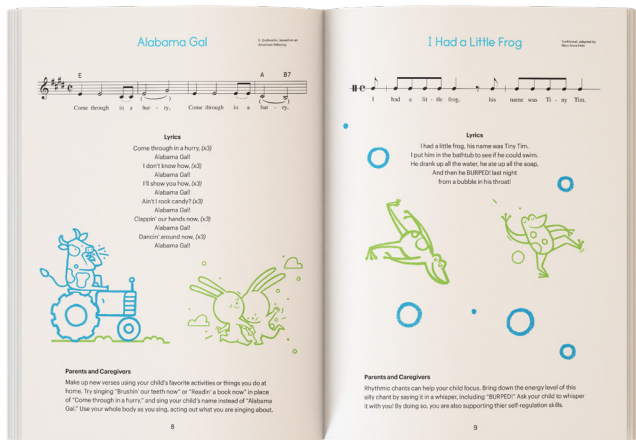 Alabama Gal
E. Gudmunds, based on an
American folksong
E
A
B7
Come through in a hur - ry, Come through in a hur - ry,
Lyrics
Come through in a hurry, (x3)
Alabama Gal!
I don't know how, (x3)
Alabama Gal!
I'll show you how, (x3)
Alabama Gal!
Ain't I rock candy? (x3)
Alabama Gal!
Clappin' our hands now, (x3)
Alabama Gal!
Dancin' around now, (x3)
Alabama Gal!
Parents and Caregivers
Make up new verses using your child's favorite activities or things you do at
home. Try singing “Brushin' our teeth now” or “Readin' a book now” in place
of “Come through in a hurry,” and sing your child's name instead of “Alabama
Gal.” Use your whole body as you sing, acting out what you are singing about.
8
I Had a Little Frog
Traditional, adapted by
I had a lit - tle frog, his name was Ti - ny Tim.
Lyrics
I had a little frog, his name was Tiny Tim.
I put him in the bathtub to see if he could swim.
He drank up all the water, he ate up all the soap,
And then he BURPED! last night
from a bubble in his throat!
Parents and Caregivers
Rhythmic chants can help your child focus. Bring down the energy level of this
silly chant by saying it in a whisper, including “BURPED!” Ask your child to whisper
it with you! By doing so, you are also supporting thier self-regulation skills.
9